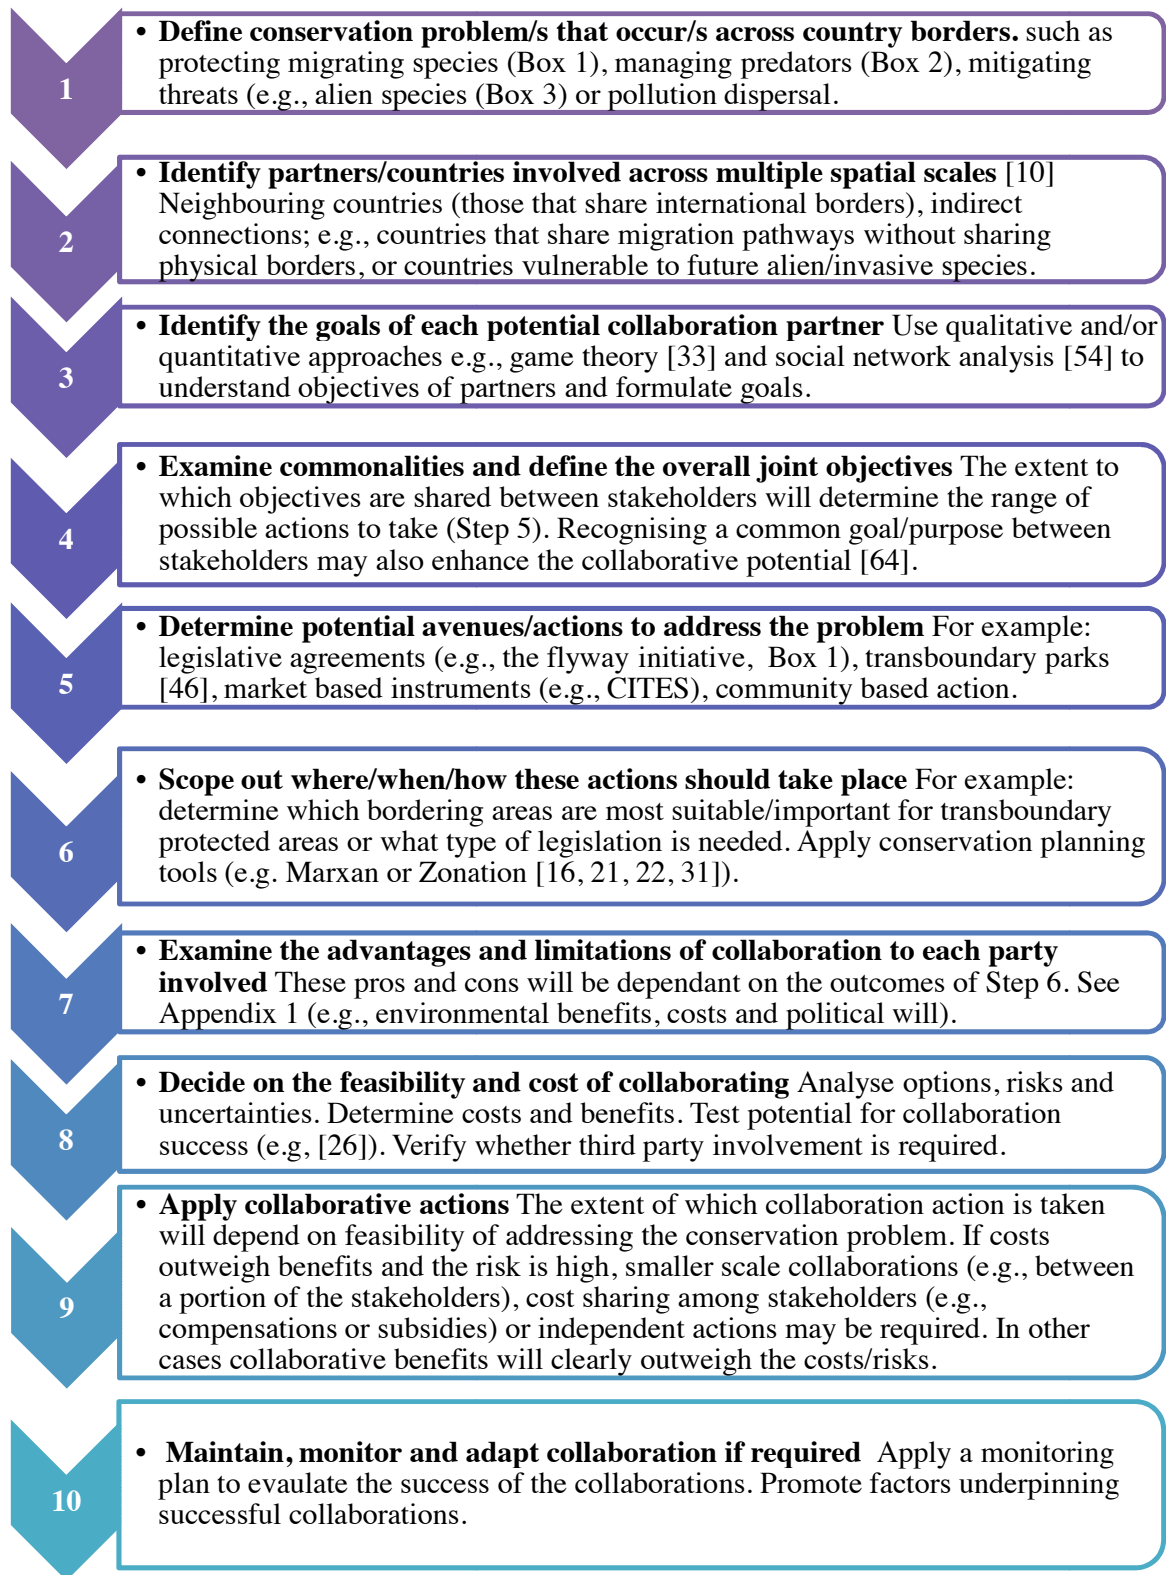 • Define conservation problem/s that occur/s across country borders. such as
protecting migrating species (Box 1), managing predators (Box 2), mitigating
threats (e.g., alien species (Box 3) or pollution dispersal.
1
• Identify partners/countries involved across multiple spatial scales [10]
Neighbouring countries (those that share international borders), indirect
connections; e.g., countries that share migration pathways without sharing
physical borders, or countries vulnerable to future alien/invasive species.
2
• Identify the goals of each potential collaboration partner Use qualitative and/or
quantitative approaches e.g., game theory [33] and social network analysis [54] to
understand objectives of partners and formulate goals.
3
• Examine commonalities and define the overall joint objectives The extent to
which objectives are shared between stakeholders will determine the range of
possible actions to take (Step 5). Recognising a common goal/purpose between
stakeholders may also enhance the collaborative potential [64].
4
• Determine potential avenues/actions to address the problem For example:
legislative agreements (e.g., the flyway initiative, Box 1), transboundary parks
[46], market based instruments (e.g., CITES), community based action.
5
• Scope out where/when/how these actions should take place For example:
determine which bordering areas are most suitable/important for transboundary
protected areas or what type of legislation is needed. Apply conservation planning
tools (e.g. Marxan or Zonation [16, 21, 22, 31]).
6
• Examine the advantages and limitations of collaboration to each party
involved These pros and cons will be dependant on the outcomes of Step 6. See
Appendix 1 (e.g., environmental benefits, costs and political will).
7
• Decide on the feasibility and cost of collaborating Analyse options, risks and
uncertainties. Determine costs and benefits. Test potential for collaboration
success (e.g, [26]). Verify whether third party involvement is required.
8
• Apply collaborative actions The extent of which collaboration action is taken
will depend on feasibility of addressing the conservation problem. If costs
outweigh benefits and the risk is high, smaller scale collaborations (e.g., between
a portion of the stakeholders), cost sharing among stakeholders (e.g.,
compensations or subsidies) or independent actions may be required. In other
cases collaborative benefits will clearly outweigh the costs/risks.
9
• Maintain, monitor and adapt collaboration if required Apply a monitoring
plan to evaulate the success of the collaborations. Promote factors underpinning
successful collaborations.
10